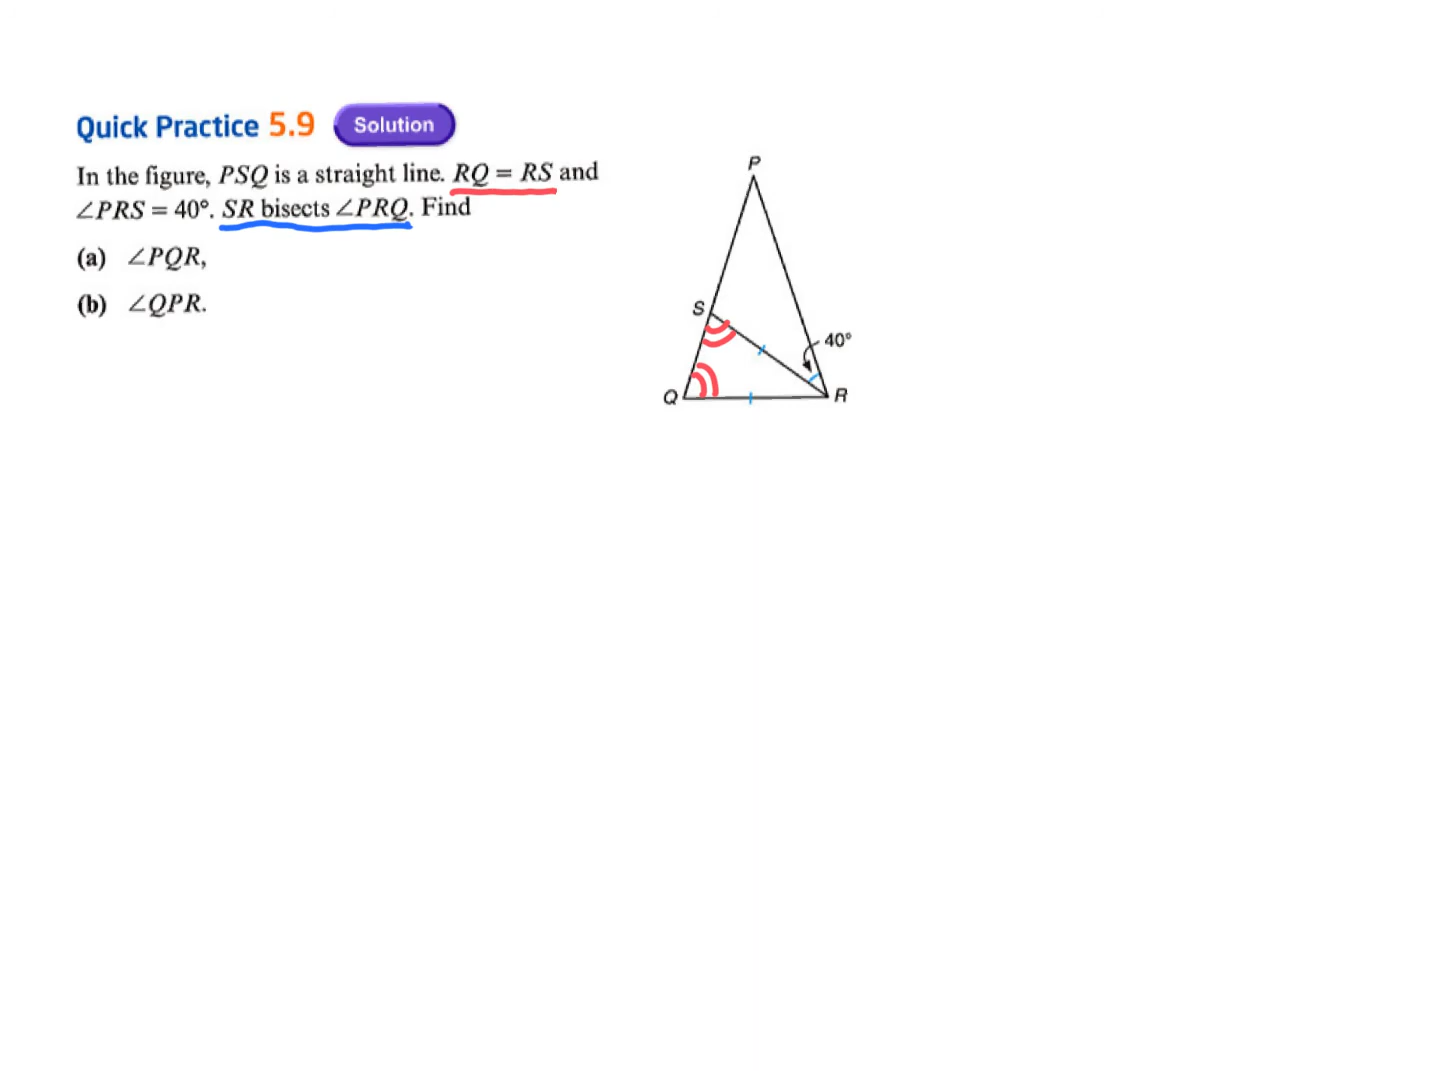 Quick Practice 5.9 Solution
In the figure, PSQ is a straight line. RQ = RS and
∠PRS = 40°. SR bisects ∠PRQ. Find
(a) ∠PQR,
(b) ∠QPR.
P
S
40°
Q
R